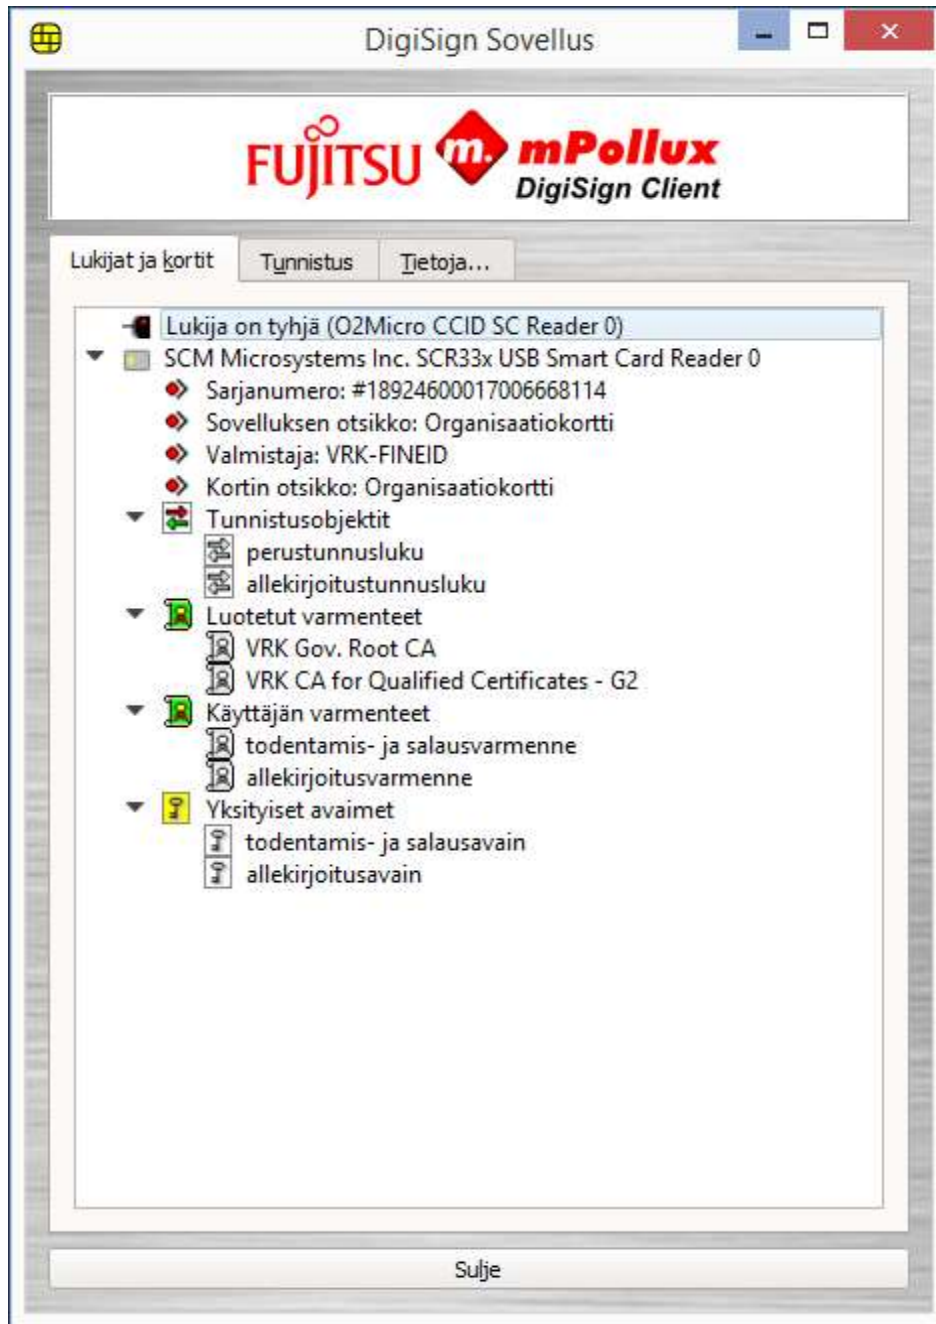 DigiSign Sovellus
FUJITSU m. mPollux
DigiSign Client
Lukijat ja kortit Tunnistus Tietoja...
Lukija on tyhjä (O2Micro CCID SC Reader 0)
SCM Microsystems Inc. SCR33x USB Smart Card Reader 0
Sarjanumero: #18924600017006668114
Sovelluksen otsikko: Organisaatiokortti
Valmistaja: VRK-FINEID
Kortin otsikko: Organisaatiokortti
Tunnistusobjektit
perustunnusluku
allekirjoitustunnusluku
Luotetut varmenteet
VRK Gov. Root CA
VRK CA for Qualified Certificates - G2
Käyttäjän varmenteet
todentamis- ja salausvarmenne
allekirjoitusvarmenne
Yksityiset avaimet
todentamis- ja salausavain
allekirjoitusavain
Sulje